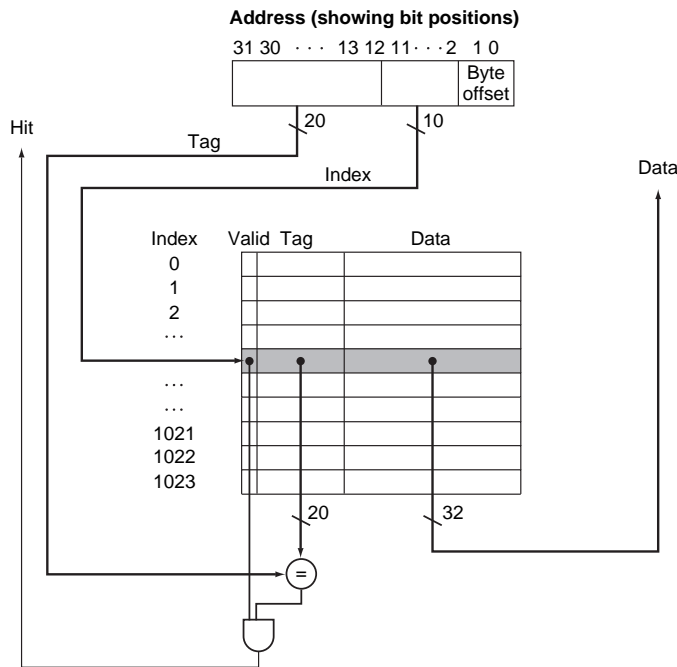 Address (showing bit positions)
31 30 · · · 13 12 11 · · · 2 1 0
Byte
offset
20
10
Hit
Tag
Index
Data
Index Valid Tag Data
0
1
2
···
···
···
1021
1022
1023
20
32
=